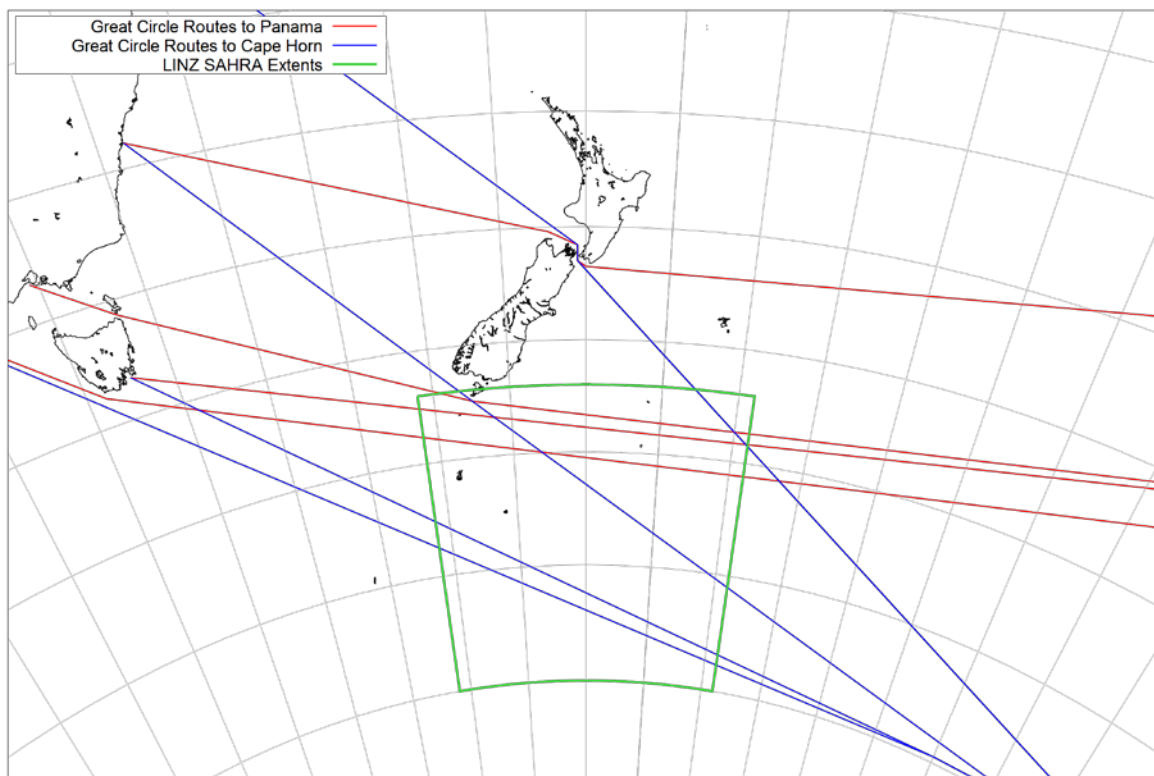 Great Circle Routes to Panama
Great Circle Routes to Cape Horn
LINZ SAHRA Extents